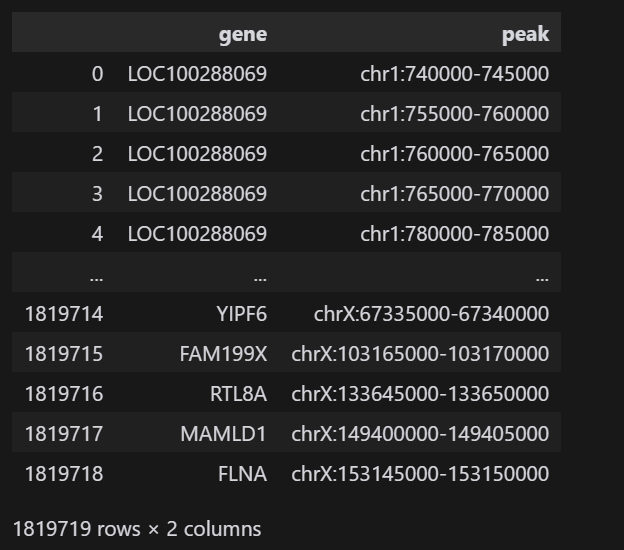 gene peak
0 LOC100288069 chr1:740000-745000
1 LOC100288069 chr1:755000-760000
2 LOC100288069 chr1:760000-765000
3 LOC100288069 chr1:765000-770000
4 LOC100288069 chr1:780000-785000
... ... ...
1819714 YIPF6 chrX:67335000-67340000
1819715 FAM199X chrX:103165000-103170000
1819716 RTL8A chrX:133645000-133650000
1819717 MAMLD1 chrX:149400000-149405000
1819718 FLNA chrX:153145000-153150000
1819719 rows × 2 columns